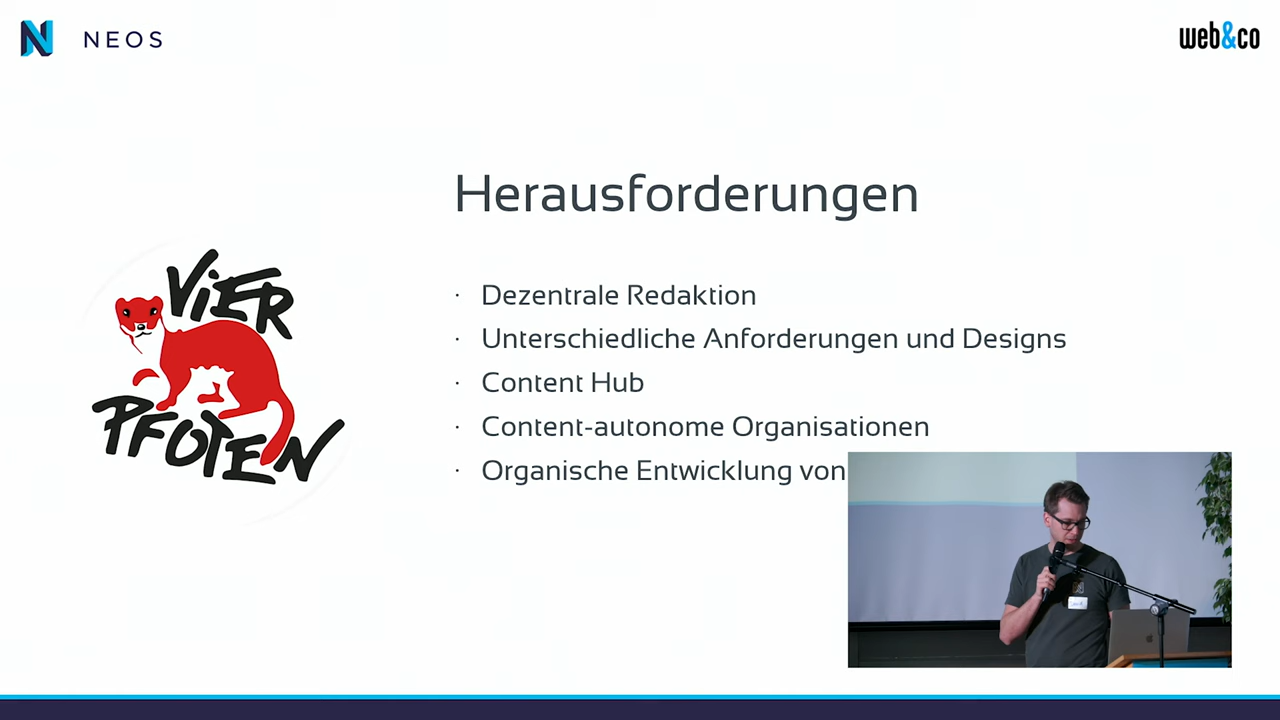 NEOS
web&co
Herausforderungen
VIER
PFOTEN
· Dezentrale Redaktion
· Unterschiedliche Anforderungen und Designs
· Content Hub
· Content-autonome Organisationen
· Organische Entwicklung von